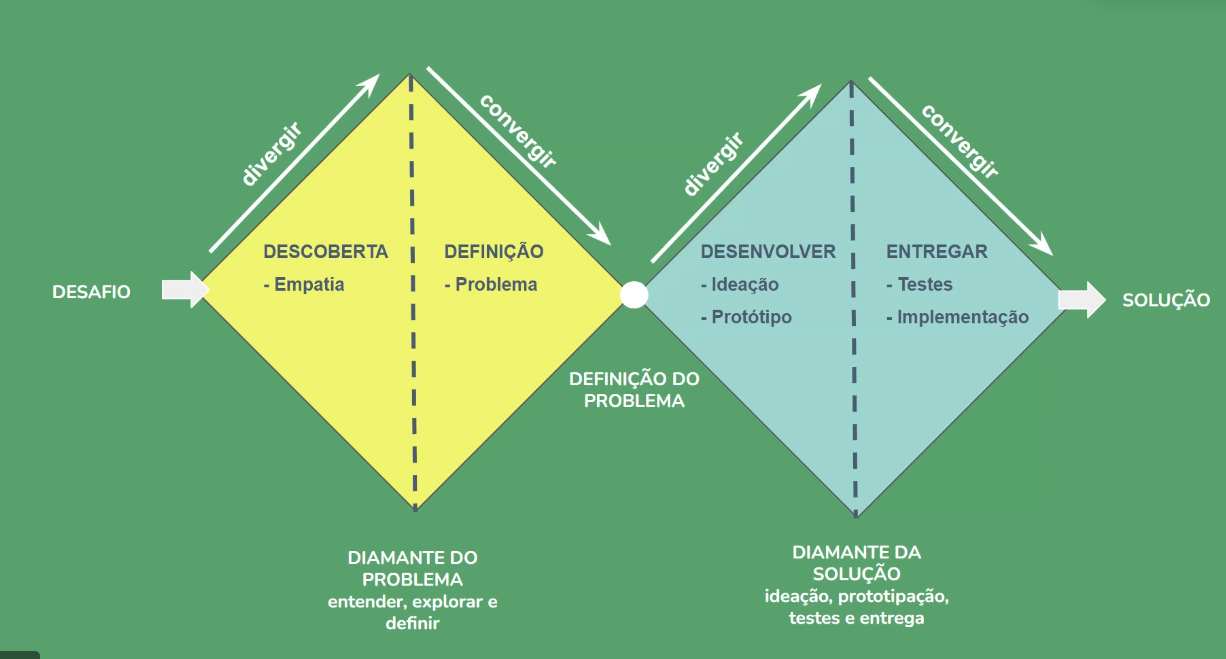 divergir
convergir
divergir
convergir
DESAFIO
DESCOBERTA
- Empatia
DEFINIÇÃO
- Problema
DEFINIÇÃO DO
PROBLEMA
DESENVOLVER
- Ideação
- Protótipo
ENTREGAR
- Testes
- Implementação
SOLUÇÃO
DIAMANTE DO
PROBLEMA
entender, explorar e
definir
DIAMANTE DA
SOLUÇÃO
ideação, prototipação,
testes e entrega